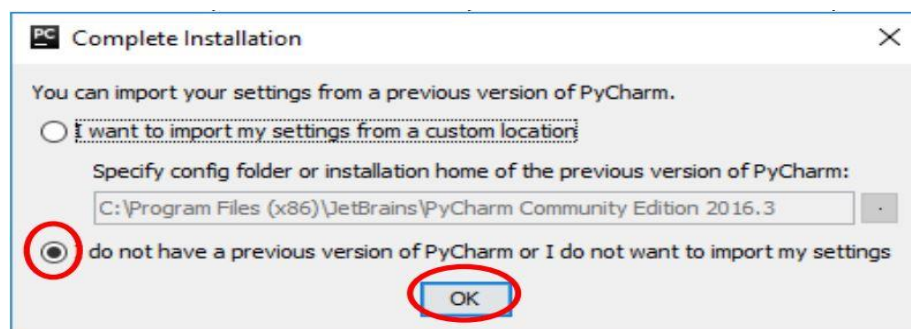 PC Complete Installation
You can import your settings from a previous version of PyCharm.
I want to import my settings from a custom location
Specify config folder or installation home of the previous version of PyCharm:
C:\Program Files (x86)\JetBrains\PyCharm Community Edition 2016.3
.
do not have a previous version of PyCharm or I do not want to import my settings
OK